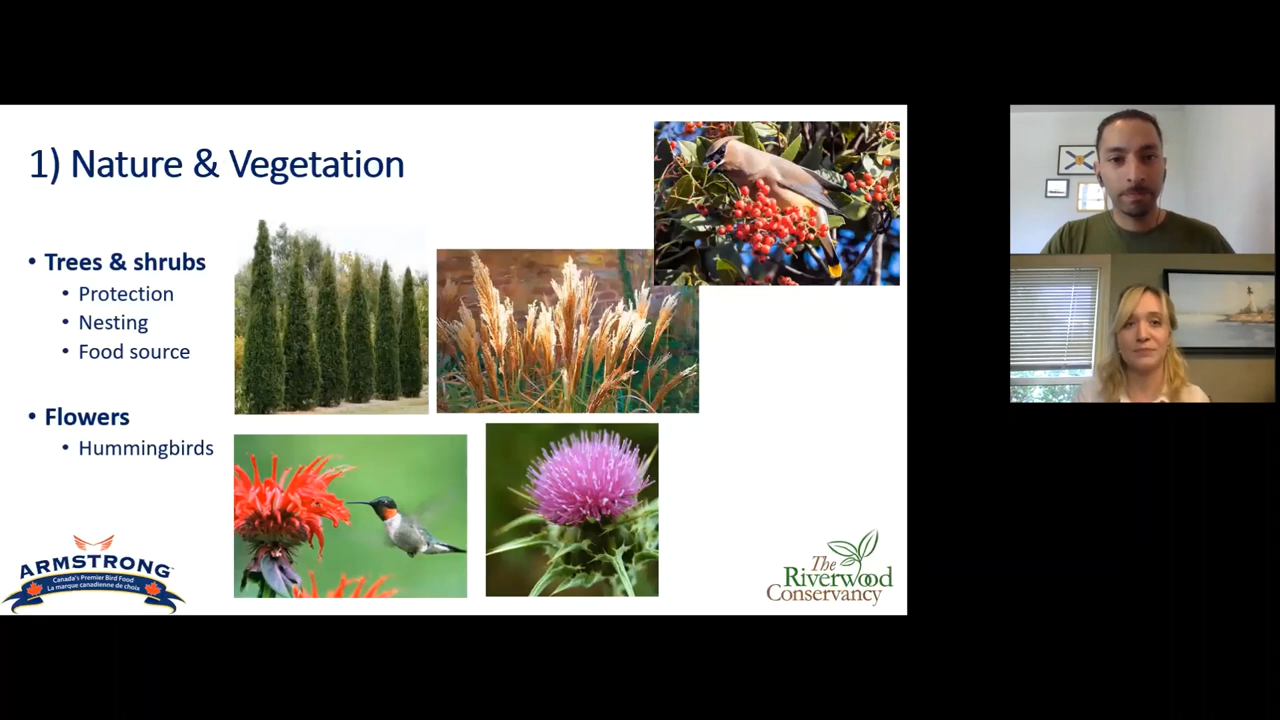 1) Nature & Vegetation
• Trees & shrubs
• Protection
• Nesting
• Food source
• Flowers
• Hummingbirds
ARMSTRONG
Canada's Premier Bird Food
La marque canadienne de choix
The
Riverwood
Conservancy